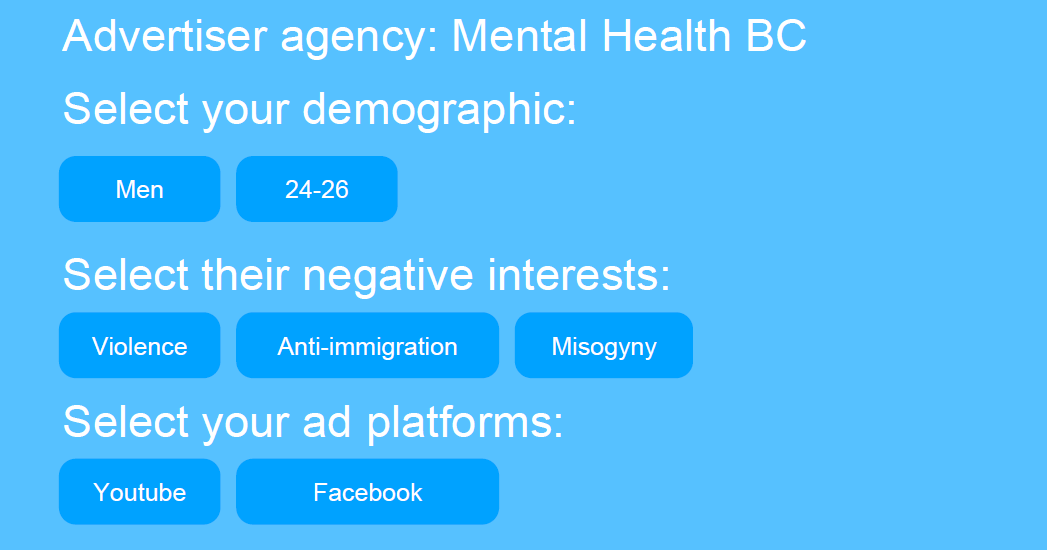 Advertiser agency: Mental Health BC
Select your demographic:
Men 24-26
Select their negative interests:
Violence Anti-immigration Misogyny
Select your ad platforms:
Youtube Facebook